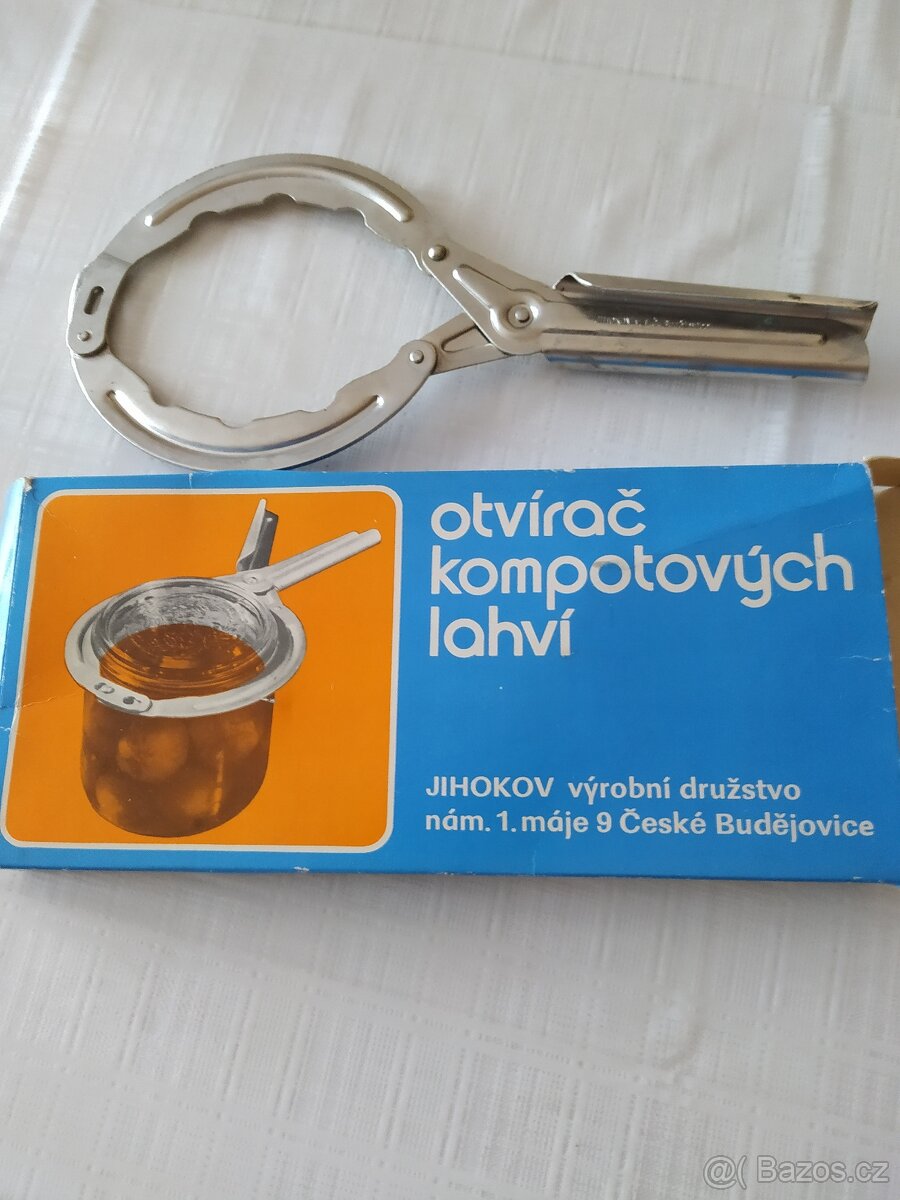 otvírač
kompotových
lahví
JIHOKOV výrobní družstvo
nám. 1. máje 9 České Budějovice
@( Bazos.cz